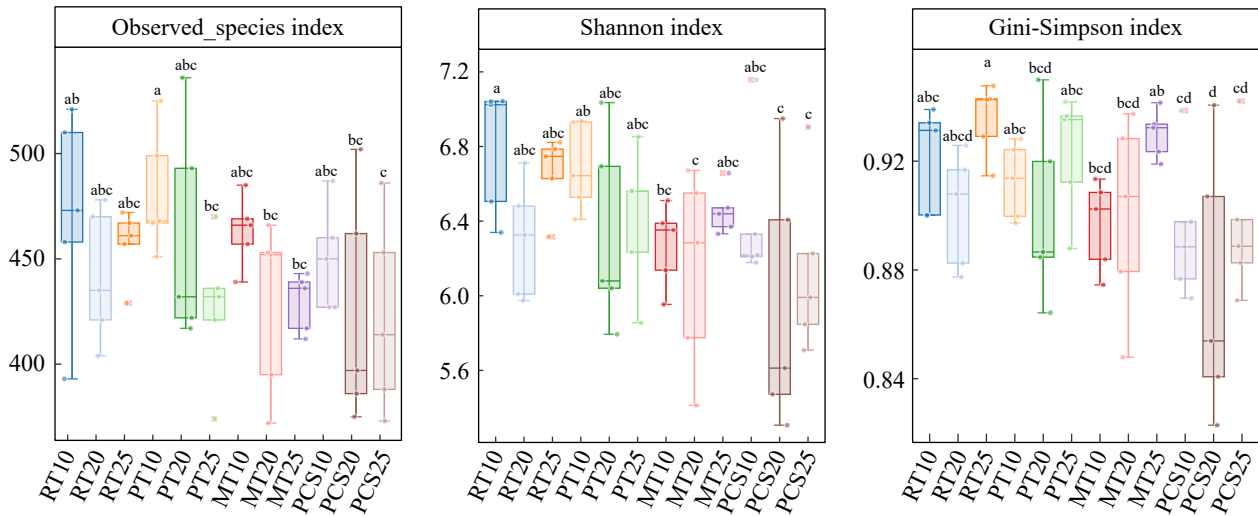 Observed_species index
500
450
400
ab
abc
abc
a
abc
bc
abc
bc
bc
abc
bc
c
RT10
RT20
RT25
PT10
PT20
PT25
MT10
MT20
MT25
PCS10
PCS20
PCS25
Shannon index
7.2
6.8
6.4
6.0
5.6
a
abc
abc
ab
abc
abc
bc
c
abc
abc
c
c
RT10
RT20
RT25
PT10
PT20
PT25
MT10
MT20
MT25
PCS10
PCS20
PCS25
Gini-Simpson index
0.92
0.88
0.84
abc
abcd
a
abc
bcd
abc
bcd
bcd
ab
cd
d
cd
RT10
RT20
RT25
PT10
PT20
PT25
MT10
MT20
MT25
PCS10
PCS20
PCS25